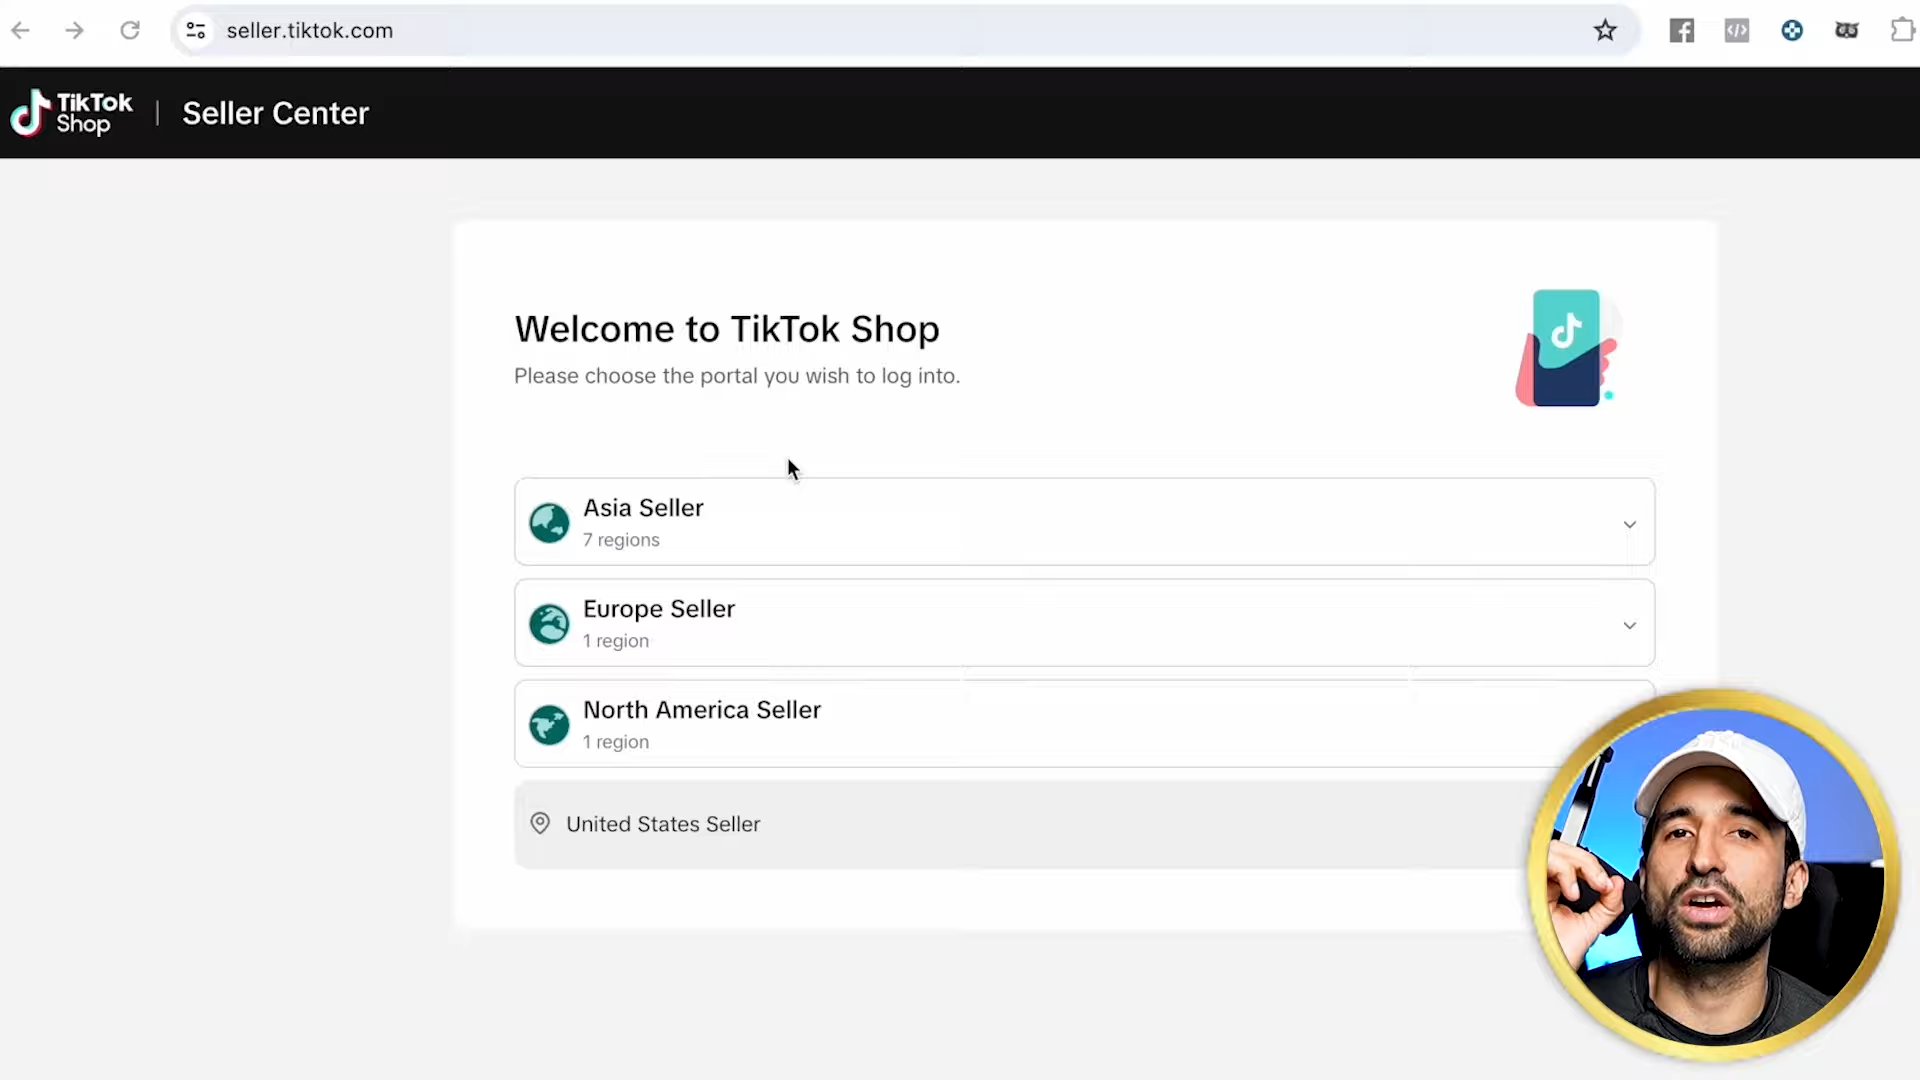 seller.tiktok.com
TikTok
Shop
Seller Center
Welcome to TikTok Shop
Please choose the portal you wish to log into.
Asia Seller
7 regions
Europe Seller
1 region
North America Seller
1 region
United States Seller